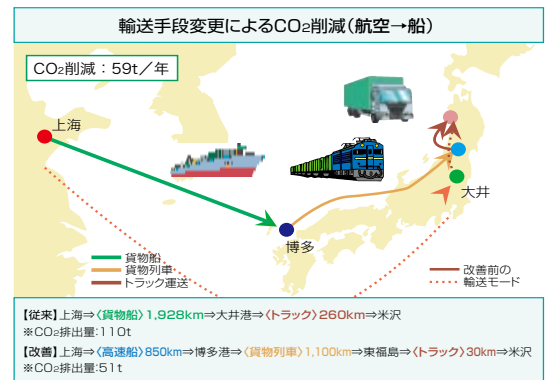 輸送手段変更によるCO₂削減(航空→船)
CO₂削減：59t／年
上海
大井
博多
貨物船
貨物列車
トラック運送
改善前の
輸送モード
【従来】上海⇒〈貨物船〉1,928km⇒大井港⇒〈トラック〉260km⇒米沢
※CO₂排出量:110t
【改善】上海⇒〈高速船〉850km⇒博多港⇒〈貨物列車〉1,100km⇒東福島⇒〈トラック〉30km⇒米沢
※CO₂排出量:51t